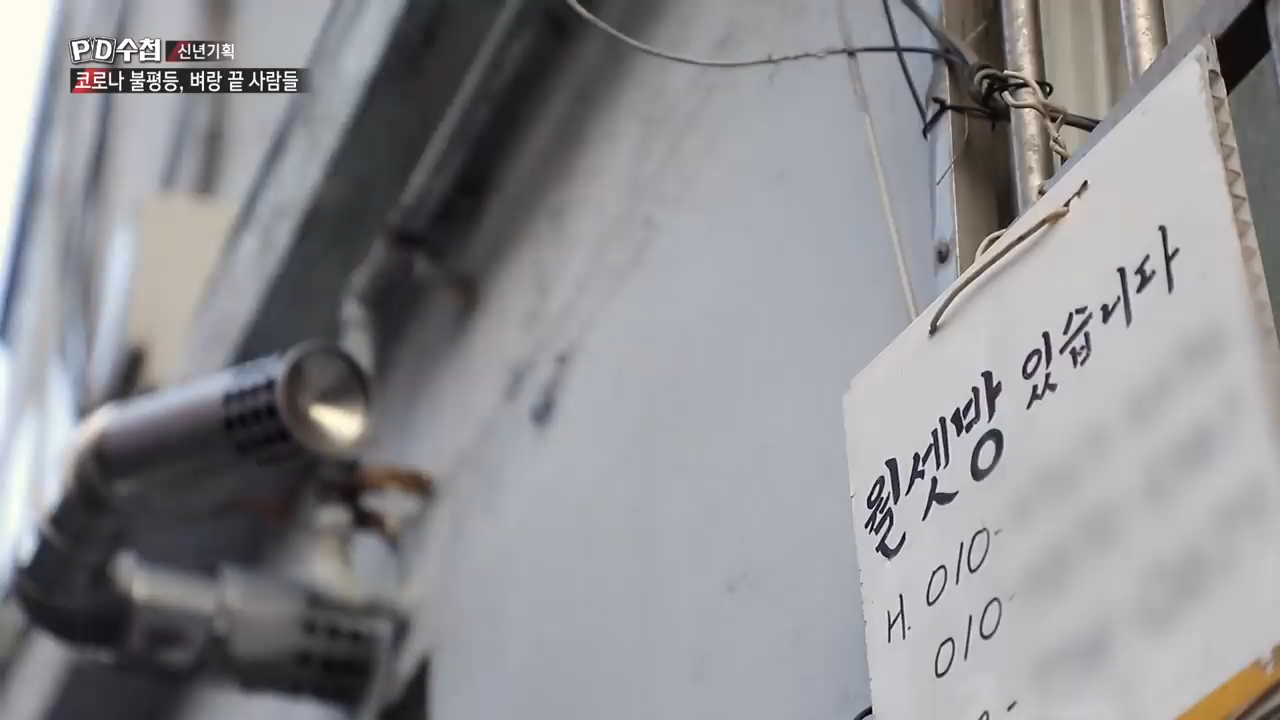 PD수첩 신년기획
코로나 불평등, 벼랑 끝 사람들
월셋방 있습니다
H. 010-
010-